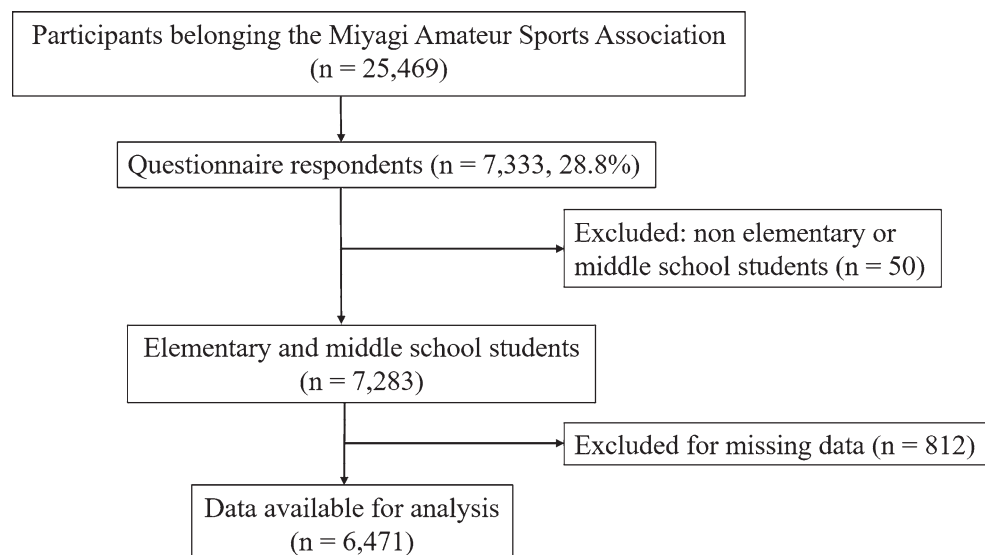 Participants belonging the Miyagi Amateur Sports Association
(n = 25,469)
Questionnaire respondents (n = 7,333, 28.8%)
Excluded: non elementary or
middle school students (n = 50)
Elementary and middle school students
(n = 7,283)
Excluded for missing data (n = 812)
Data available for analysis
(n = 6,471)